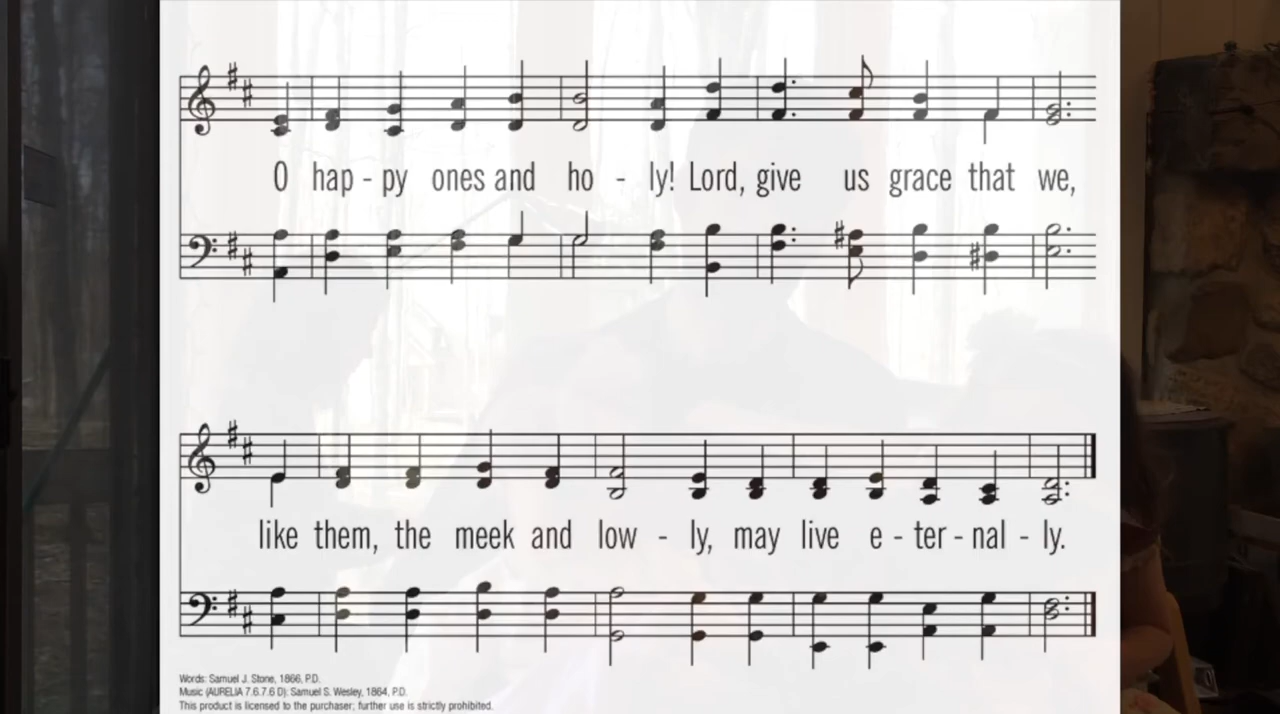 O hap - py ones and ho - ly! Lord, give us grace that we,
like them, the meek and low - ly, may live e - ter - nal - ly.
Words: Samuel J. Stone, 1866, P.D.
Music (AURELIA 7.6.7.6 D): Samuel S. Wesley, 1864, P.D.
This product is licensed to the purchaser; further use is strictly prohibited.